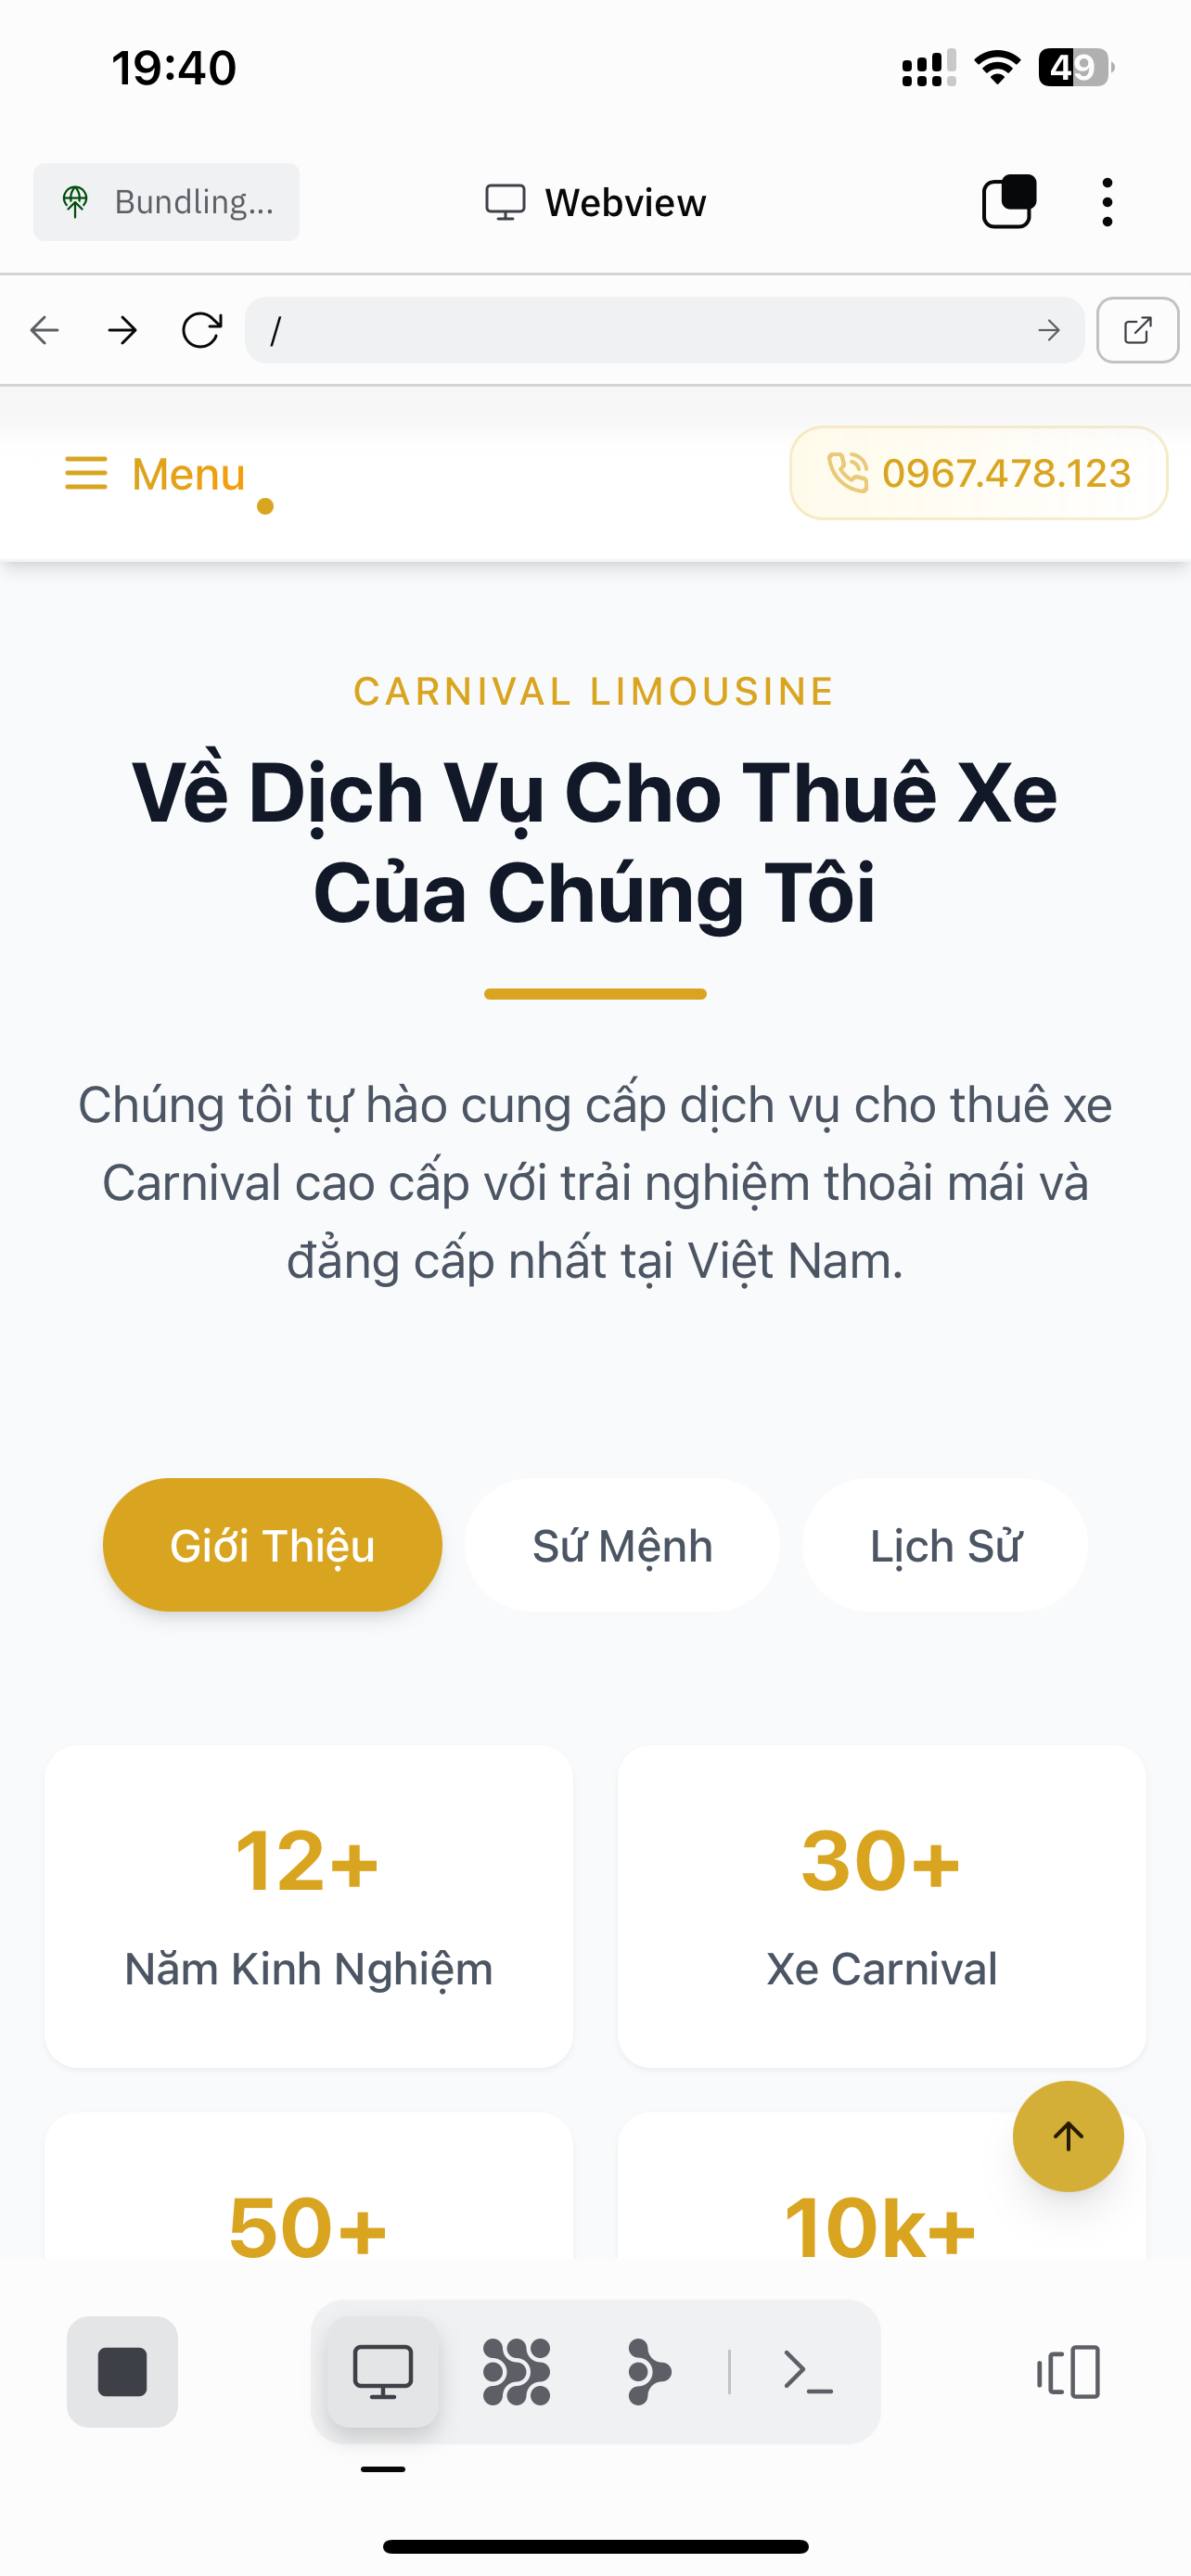 19:40
49
Bundling...
Webview
/
Menu
0967.478.123
CARNIVAL LIMOUSINE
Về Dịch Vụ Cho Thuê Xe
Của Chúng Tôi
Chúng tôi tự hào cung cấp dịch vụ cho thuê xe
Carnival cao cấp với trải nghiệm thoải mái và
đẳng cấp nhất tại Việt Nam.
Giới Thiệu
Sứ Mệnh
Lịch Sử
12+
30+
Năm Kinh Nghiệm
Xe Carnival
50+
10k+